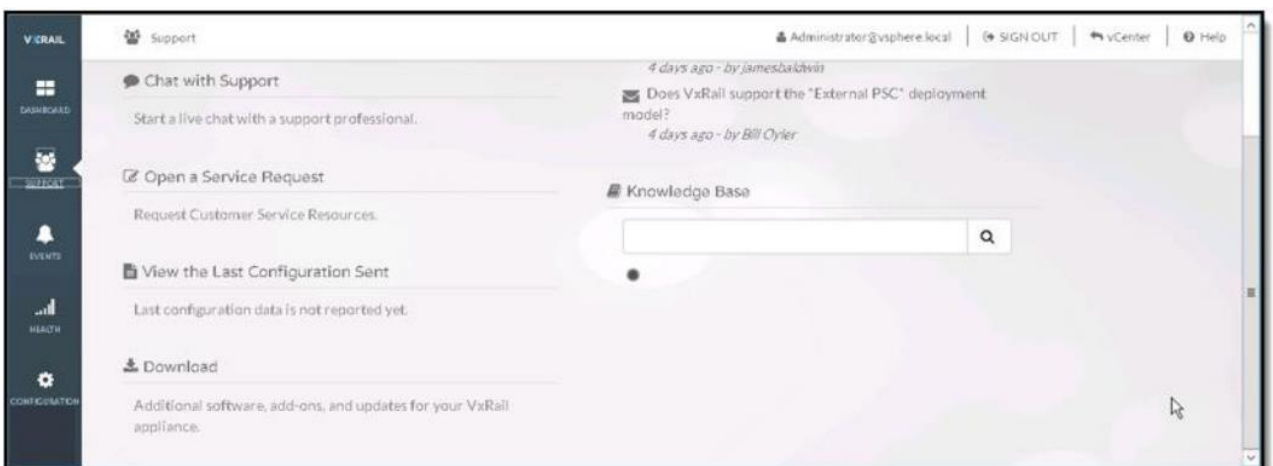 VXRAIL
Support
Administrator@vsphere.local
SIGN OUT
vCenter
Help
DASHBOARD
SUPPORT
EVENTS
HEALTH
CONFIGURATION
Chat with Support
Start a live chat with a support professional.
Open a Service Request
Request Customer Service Resources.
View the Last Configuration Sent
Last configuration data is not reported yet.
Download
Additional software, add-ons, and updates for your VxRail
appliance.
4 days ago - by jamesbaldwin
Does VxRail support the "External PSC" deployment
model?
4 days ago - by Bill Oyler
Knowledge Base